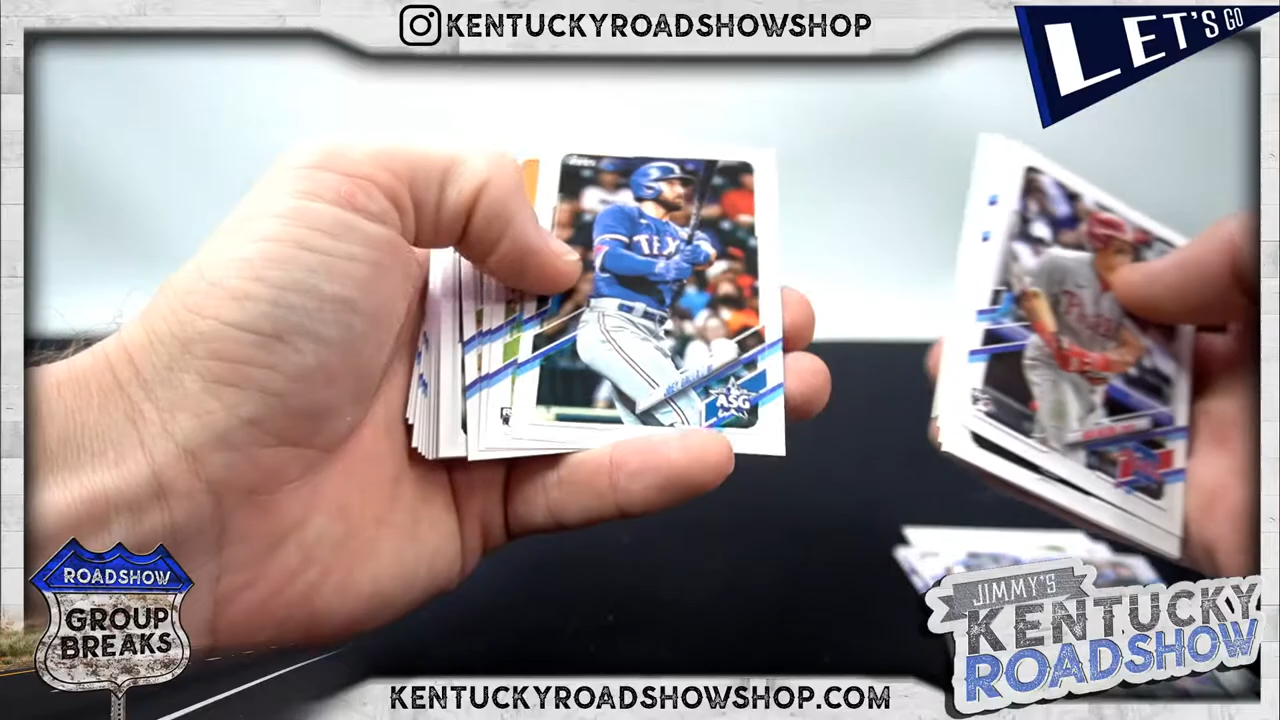 KENTUCKYROADSHOWSHOP
LET'S GO
TEX
ASG
ROADSHOW
GROUP
BREAKS
JIMMY'S
KENTUCKY
ROADSHOW
KENTUCKYROADSHOWSHOP.COM